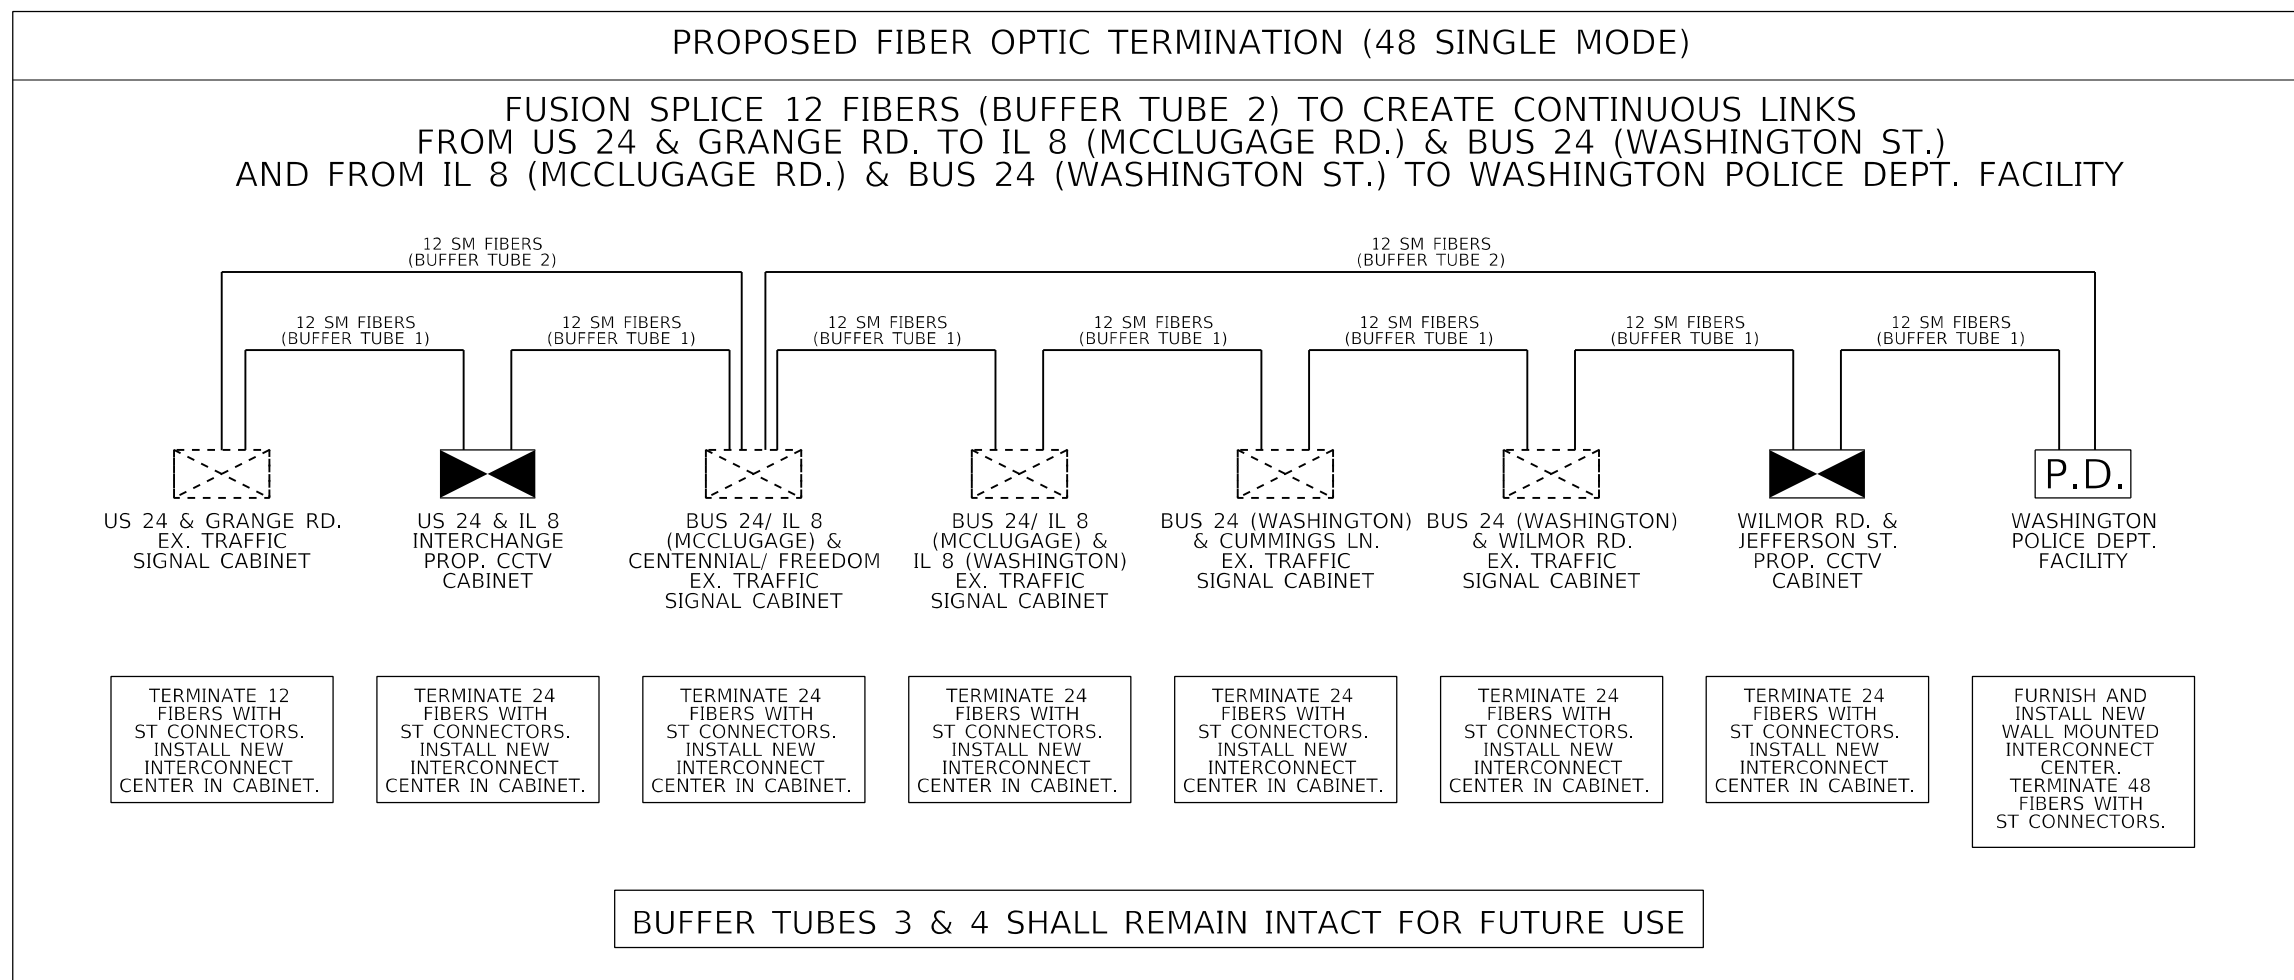 PROPOSED FIBER OPTIC TERMINATION (48 SINGLE MODE)
FUSION SPLICE 12 FIBERS (BUFFER TUBE 2) TO CREATE CONTINUOUS LINKS
FROM US 24 & GRANGE RD. TO IL 8 (MCCLUGAGE RD.) & BUS 24 (WASHINGTON ST.)
AND FROM IL 8 (MCCLUGAGE RD.) & BUS 24 (WASHINGTON ST.) TO WASHINGTON POLICE DEPT. FACILITY
12 SM FIBERS
(BUFFER TUBE 2)
12 SM FIBERS
(BUFFER TUBE 2)
12 SM FIBERS
(BUFFER TUBE 1)
12 SM FIBERS
(BUFFER TUBE 1)
12 SM FIBERS
(BUFFER TUBE 1)
12 SM FIBERS
(BUFFER TUBE 1)
12 SM FIBERS
(BUFFER TUBE 1)
12 SM FIBERS
(BUFFER TUBE 1)
12 SM FIBERS
(BUFFER TUBE 1)
P.D.
US 24 & GRANGE RD.
EX. TRAFFIC
SIGNAL CABINET
US 24 & IL 8
INTERCHANGE
PROP. CCTV
CABINET
BUS 24/ IL 8
(MCCLUGAGE) &
CENTENNIAL/ FREEDOM
EX. TRAFFIC
SIGNAL CABINET
BUS 24/ IL 8
(MCCLUGAGE) &
IL 8 (WASHINGTON)
EX. TRAFFIC
SIGNAL CABINET
BUS 24 (WASHINGTON)
& CUMMINGS LN.
EX. TRAFFIC
SIGNAL CABINET
BUS 24 (WASHINGTON)
& WILMOR RD.
EX. TRAFFIC
SIGNAL CABINET
WILMOR RD. &
JEFFERSON ST.
PROP. CCTV
CABINET
WASHINGTON
POLICE DEPT.
FACILITY
TERMINATE 12
FIBERS WITH
ST CONNECTORS.
INSTALL NEW
INTERCONNECT
CENTER IN CABINET.
TERMINATE 24
FIBERS WITH
ST CONNECTORS.
INSTALL NEW
INTERCONNECT
CENTER IN CABINET.
TERMINATE 24
FIBERS WITH
ST CONNECTORS.
INSTALL NEW
INTERCONNECT
CENTER IN CABINET.
TERMINATE 24
FIBERS WITH
ST CONNECTORS.
INSTALL NEW
INTERCONNECT
CENTER IN CABINET.
TERMINATE 24
FIBERS WITH
ST CONNECTORS.
INSTALL NEW
INTERCONNECT
CENTER IN CABINET.
TERMINATE 24
FIBERS WITH
ST CONNECTORS.
INSTALL NEW
INTERCONNECT
CENTER IN CABINET.
TERMINATE 24
FIBERS WITH
ST CONNECTORS.
INSTALL NEW
INTERCONNECT
CENTER IN CABINET.
FURNISH AND
INSTALL NEW
WALL MOUNTED
INTERCONNECT
CENTER.
TERMINATE 48
FIBERS WITH
ST CONNECTORS.
BUFFER TUBES 3 & 4 SHALL REMAIN INTACT FOR FUTURE USE